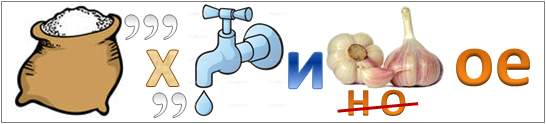 ,,, х ,, и ое
но